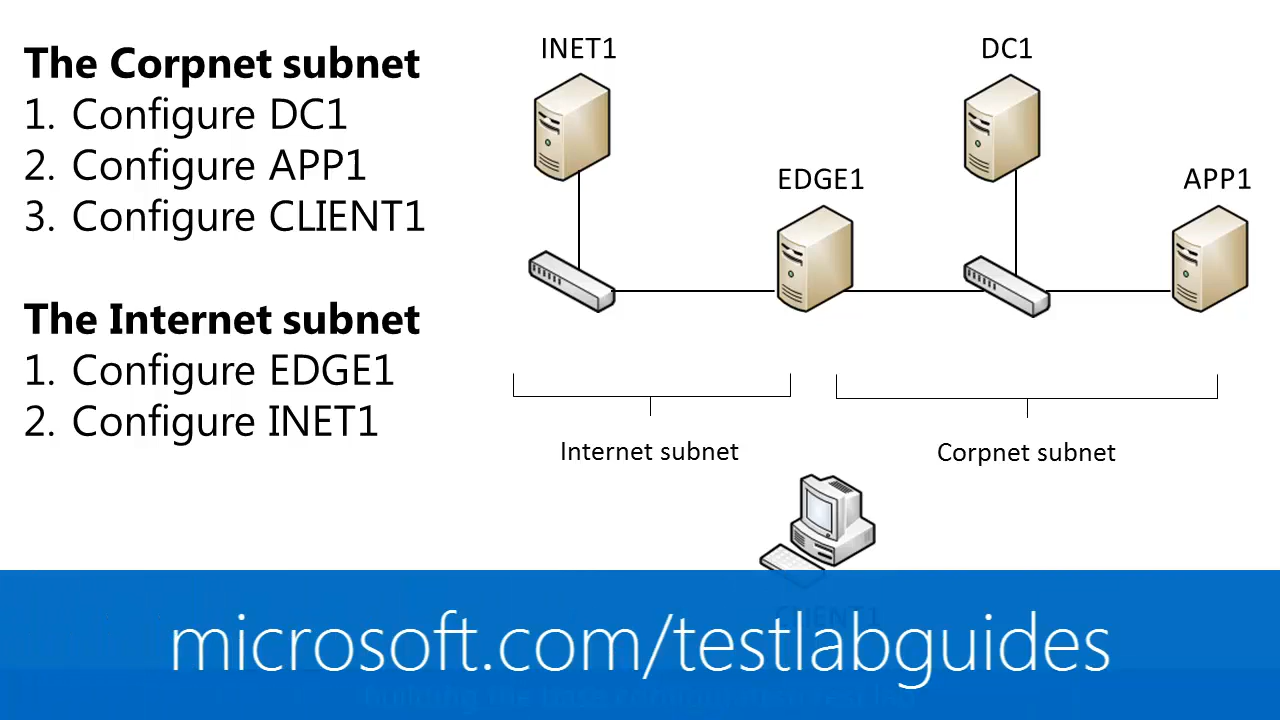 The Corpnet subnet
1. Configure DC1
2. Configure APP1
3. Configure CLIENT1
The Internet subnet
1. Configure EDGE1
2. Configure INET1
INET1
DC1
EDGE1
APP1
Internet subnet
Corpnet subnet
CLIENT1
microsoft.com/testlabguides